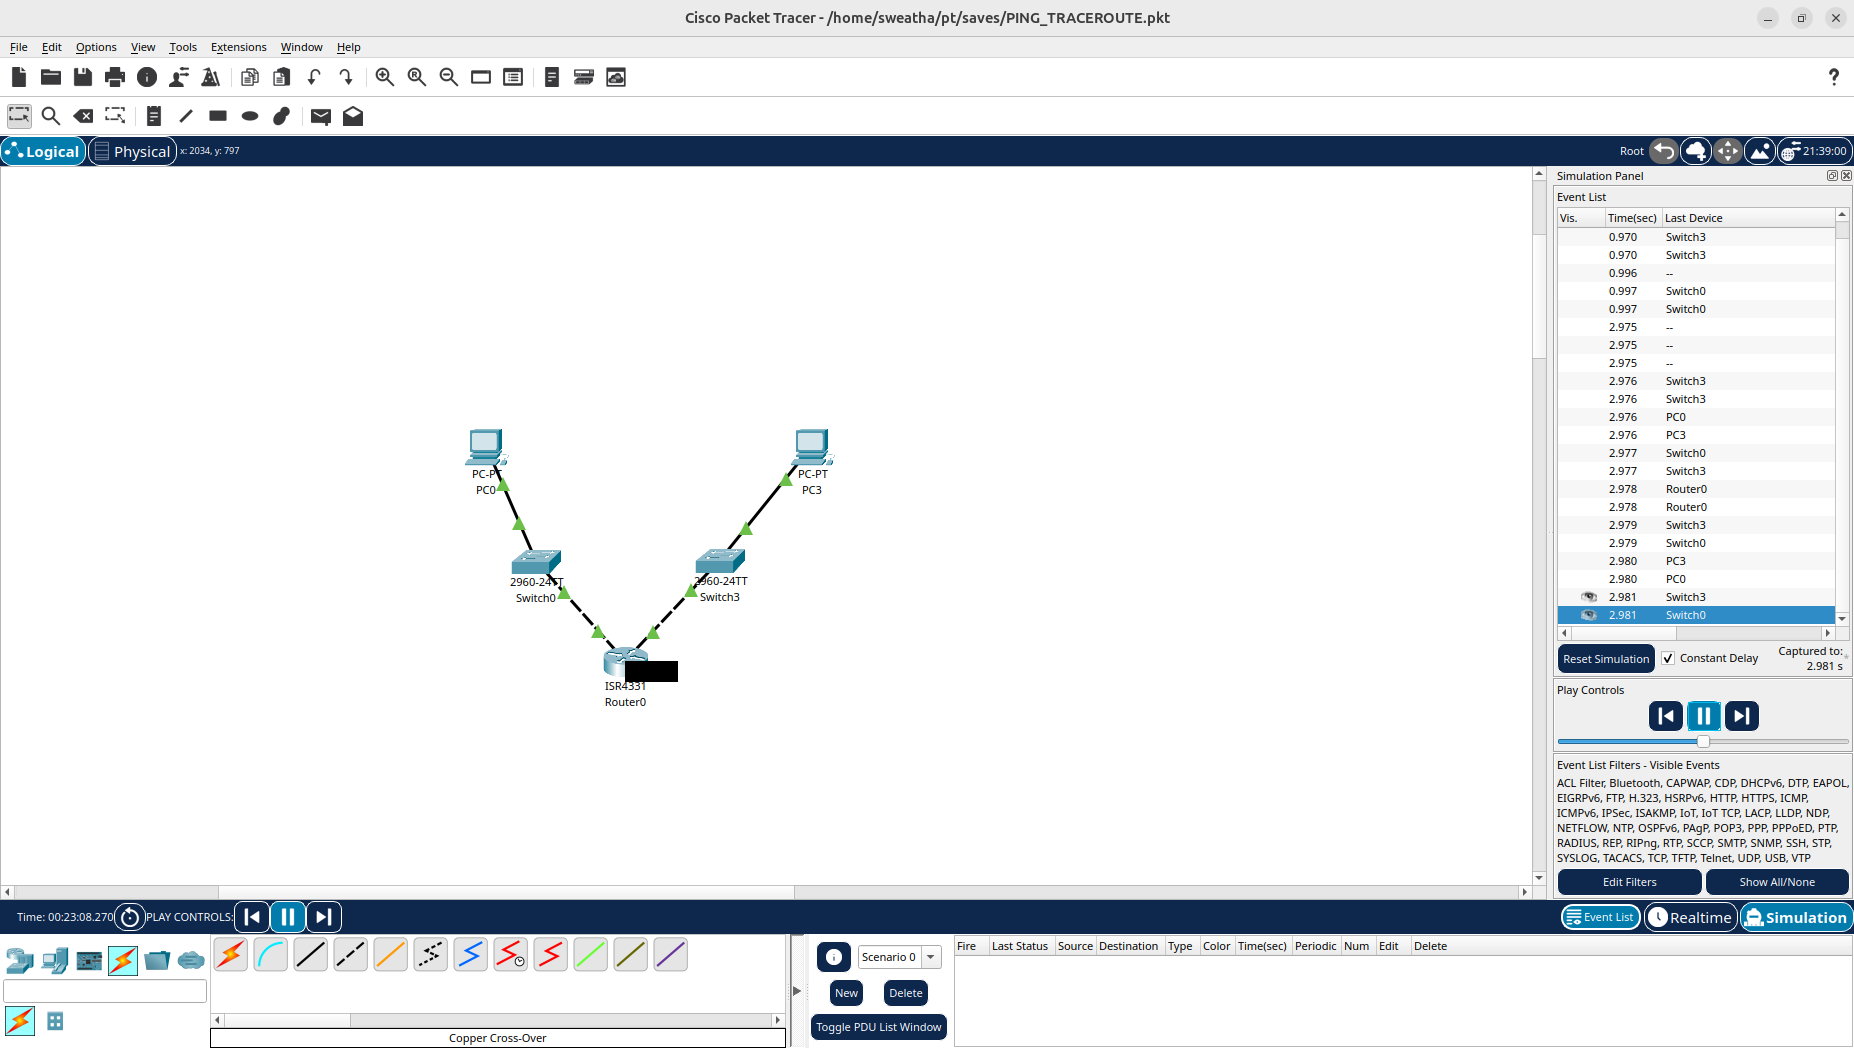 Cisco Packet Tracer - /home/sweatha/pt/saves/PING_TRACEROUTE.pkt
File Edit Options View Tools Extensions Window Help
?
Logical Physical x: 2034, y: 797 Root 21:39:00
Simulation Panel
Event List
Vis. Time(sec) Last Device
0.970 Switch3
0.970 Switch3
0.996 --
0.997 Switch0
0.997 Switch0
2.975 --
2.975 --
2.975 --
2.976 Switch3
2.976 Switch3
2.976 PC0
2.976 PC3
2.977 Switch0
2.977 Switch3
2.978 Router0
2.978 Router0
2.979 Switch3
2.979 Switch0
2.980 PC3
2.980 PC0
2.981 Switch3
2.981 Switch0
Reset Simulation Constant Delay Captured to:
2.981 s
Play Controls
Event List Filters - Visible Events
ACL Filter, Bluetooth, CAPWAP, CDP, DHCPv6, DTP, EAPOL,
EIGRPv6, FTP, H.323, HSRPv6, HTTP, HTTPS, ICMP,
ICMPv6, IPSec, ISAKMP, IoT, IoT TCP, LACP, LLDP, NDP,
NETFLOW, NTP, OSPFv6, PAgP, POP3, PPP, PPPoED, PTP,
RADIUS, REP, RIPng, RTP, SCCP, SMTP, SNMP, SSH, STP,
SYSLOG, TACACS, TCP, TFTP, Telnet, UDP, USB, VTP
Edit Filters Show All/None
PC-PT
PC0
PC-PT
PC3
2960-24TT
Switch0
2960-24TT
Switch3
ISR4331
Router0
Time: 00:23:08.270 PLAY CONTROLS: Event List Realtime Simulation
Copper Cross-Over
Scenario 0
New Delete
Toggle PDU List Window
Fire Last Status Source Destination Type Color Time(sec) Periodic Num Edit Delete